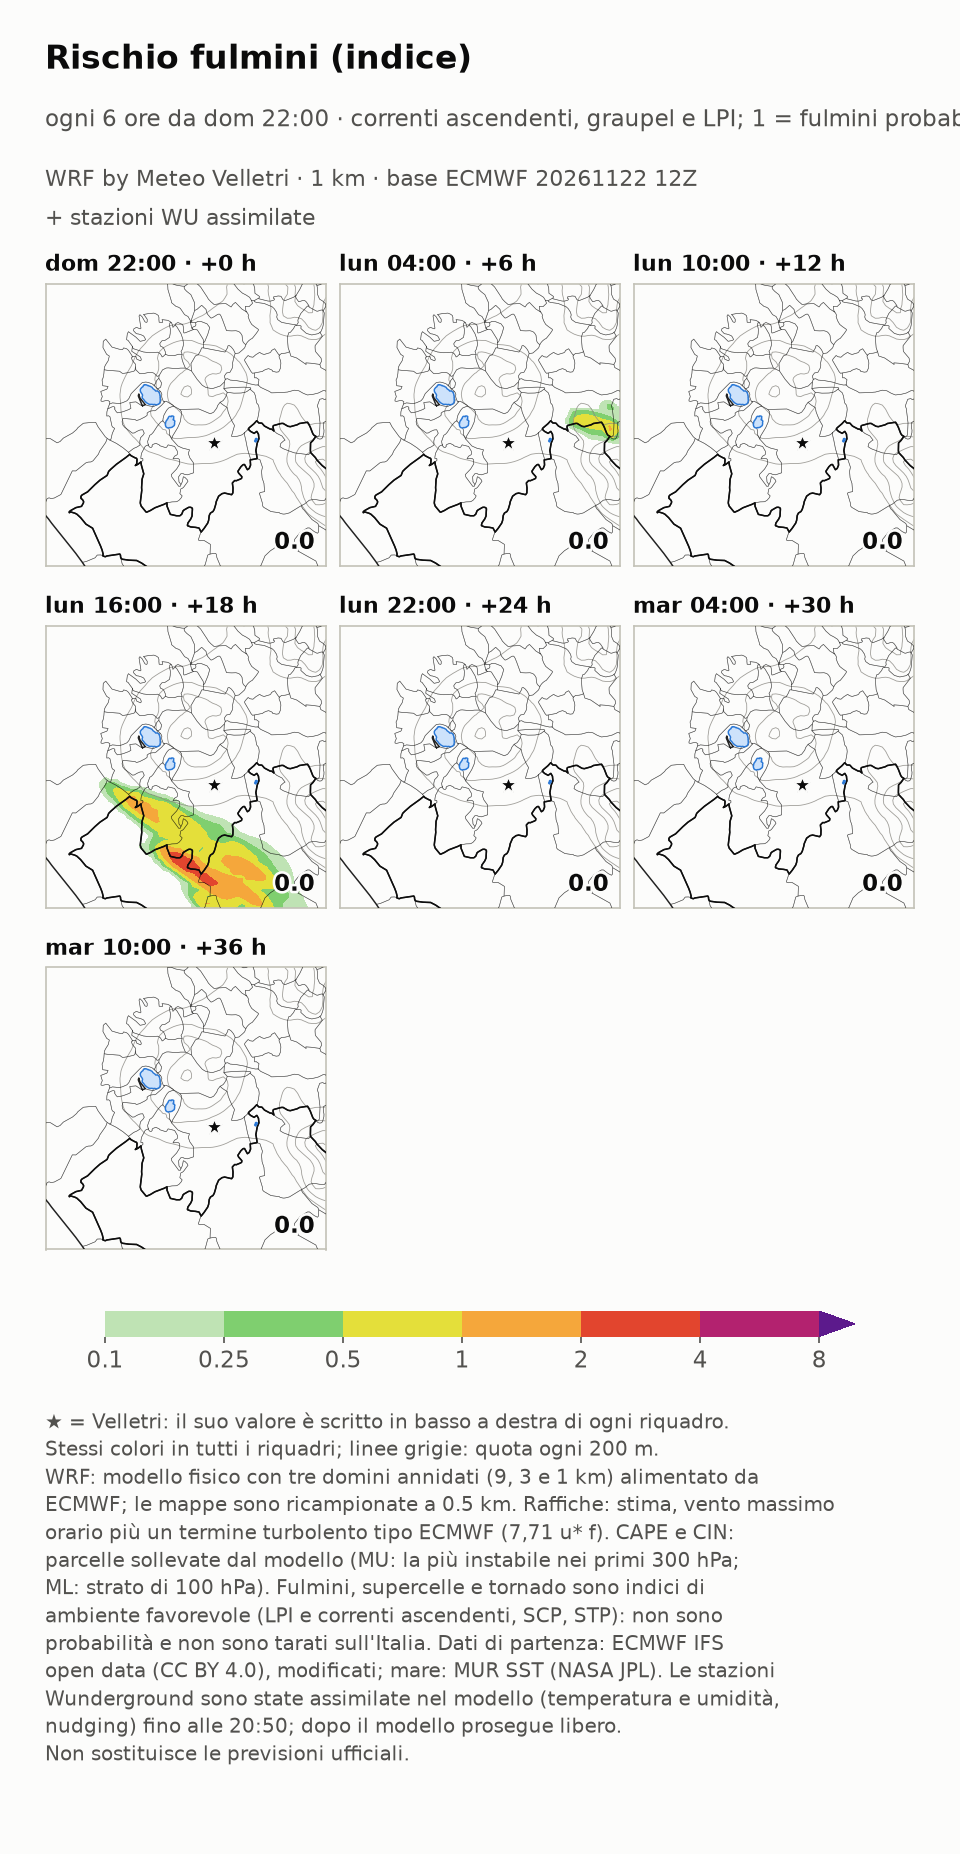 Rischio fulmini (indice)
ogni 6 ore da dom 22:00 · correnti ascendenti, graupel e LPI; 1 = fulmini probab
WRF by Meteo Velletri · 1 km · base ECMWF 20261122 12Z
+ stazioni WU assimilate
dom 22:00 · +0 h
lun 04:00 · +6 h
lun 10:00 · +12 h
0.0
0.0
0.0
lun 16:00 · +18 h
lun 22:00 · +24 h
mar 04:00 · +30 h
0.0
0.0
0.0
mar 10:00 · +36 h
0.0
0.1 0.25 0.5 1 2 4 8
★ = Velletri: il suo valore è scritto in basso a destra di ogni riquadro.
Stessi colori in tutti i riquadri; linee grigie: quota ogni 200 m.
WRF: modello fisico con tre domini annidati (9, 3 e 1 km) alimentato da
ECMWF; le mappe sono ricampionate a 0.5 km. Raffiche: stima, vento massimo
orario più un termine turbolento tipo ECMWF (7,71 u* f). CAPE e CIN:
parcelle sollevate dal modello (MU: la più instabile nei primi 300 hPa;
ML: strato di 100 hPa). Fulmini, supercelle e tornado sono indici di
ambiente favorevole (LPI e correnti ascendenti, SCP, STP): non sono
probabilità e non sono tarati sull'Italia. Dati di partenza: ECMWF IFS
open data (CC BY 4.0), modificati; mare: MUR SST (NASA JPL). Le stazioni
Wunderground sono state assimilate nel modello (temperatura e umidità,
nudging) fino alle 20:50; dopo il modello prosegue libero.
Non sostituisce le previsioni ufficiali.